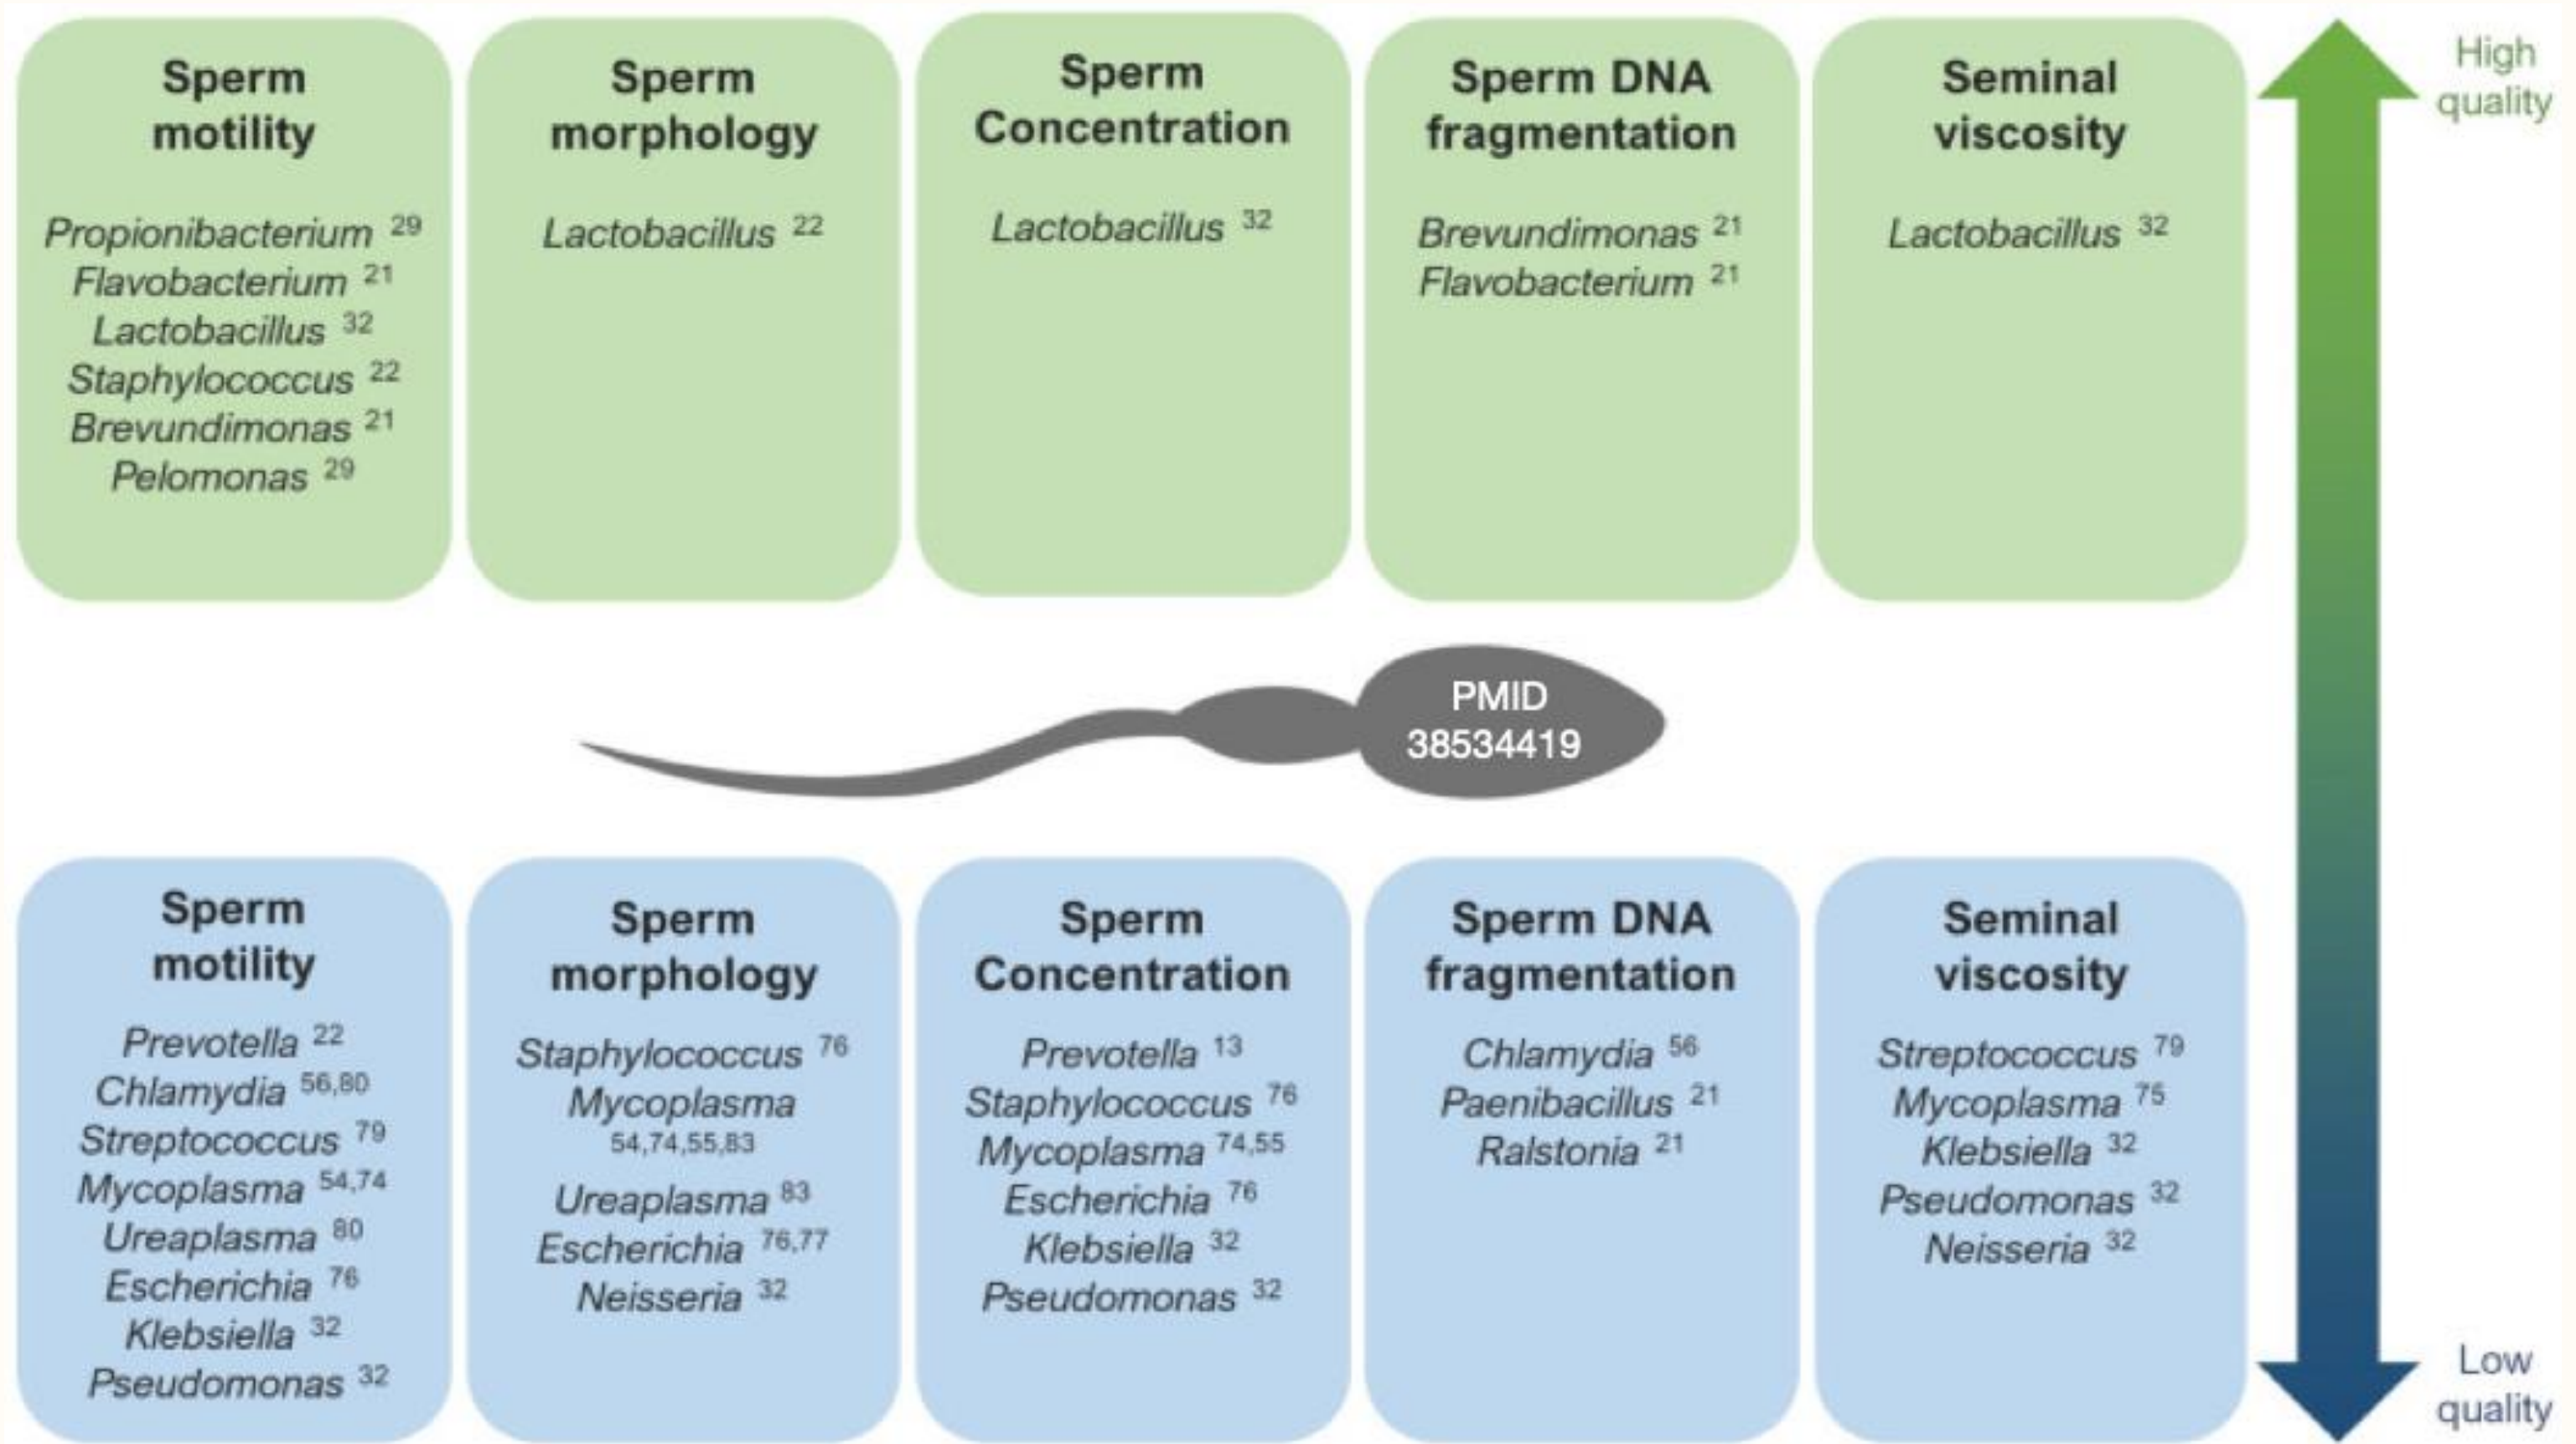 Sperm
motility
Propionibacterium 29
Flavobacterium 21
Lactobacillus 32
Staphylococcus 22
Brevundimonas 21
Pelomonas 29
Sperm
morphology
Lactobacillus 22
Sperm
Concentration
Lactobacillus 32
Sperm DNA
fragmentation
Brevundimonas 21
Flavobacterium 21
Seminal
viscosity
Lactobacillus 32
High
quality
PMID
38534419
Sperm
motility
Prevotella 22
Chlamydia 56,80
Streptococcus 79
Mycoplasma 54,74
Ureaplasma 80
Escherichia 76
Klebsiella 32
Pseudomonas 32
Sperm
morphology
Staphylococcus 76
Mycoplasma
54,74,55,83
Ureaplasma 83
Escherichia 76,77
Neisseria 32
Sperm
Concentration
Prevotella 13
Staphylococcus 76
Mycoplasma 74,55
Escherichia 76
Klebsiella 32
Pseudomonas 32
Sperm DNA
fragmentation
Chlamydia 56
Paenibacillus 21
Ralstonia 21
Seminal
viscosity
Streptococcus 79
Mycoplasma 75
Klebsiella 32
Pseudomonas 32
Neisseria 32
Low
quality